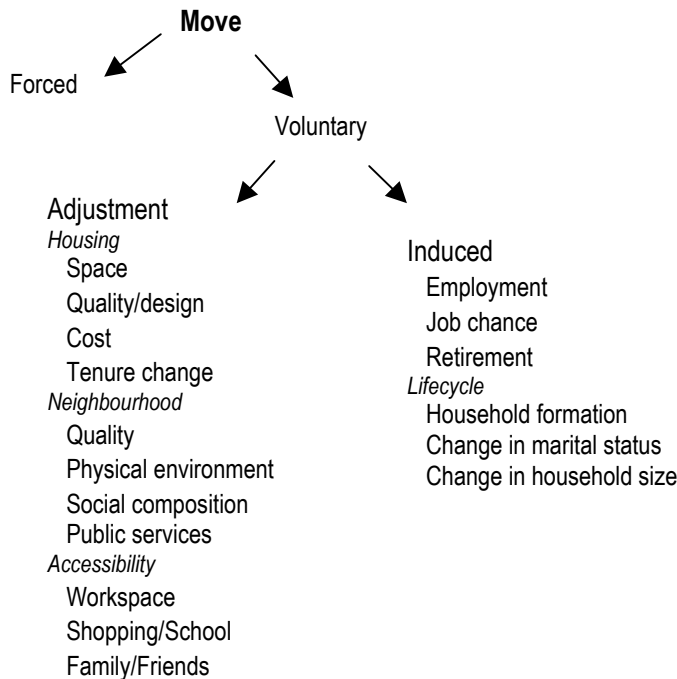 Move
Forced
Voluntary
Adjustment
Housing
Space
Quality/design
Cost
Tenure change
Neighbourhood
Quality
Physical environment
Social composition
Public services
Accessibility
Workspace
Shopping/School
Family/Friends
Induced
Employment
Job chance
Retirement
Lifecycle
Household formation
Change in marital status
Change in household size